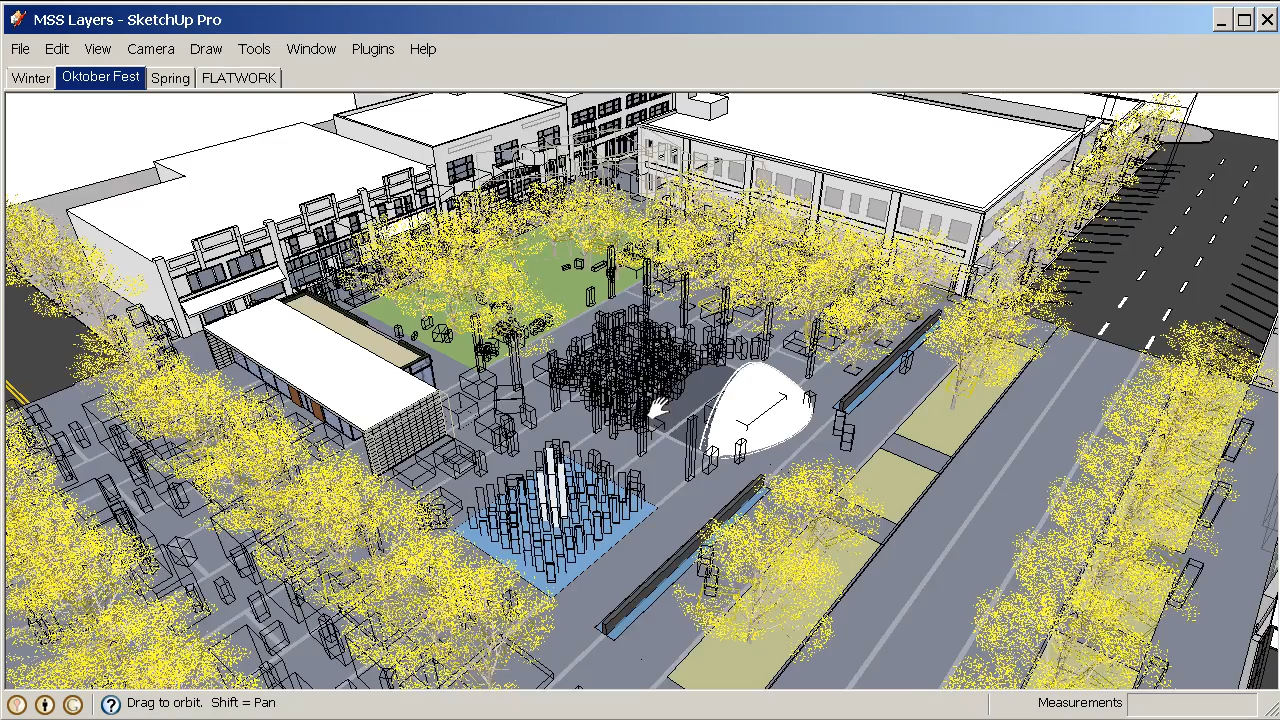 MSS Layers - SketchUp Pro
File Edit View Camera Draw Tools Window Plugins Help
Winter Oktober Fest Spring FLATWORK
Drag to orbit. Shift = Pan Measurements